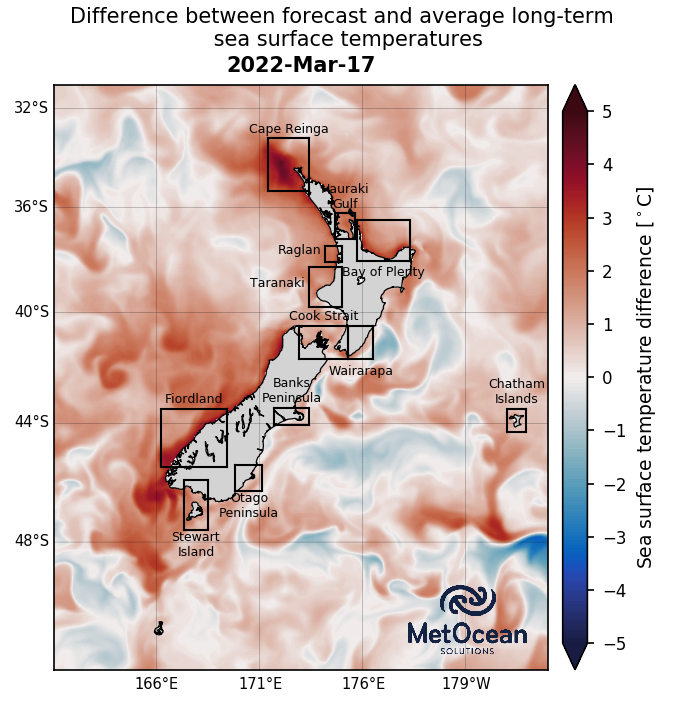 Difference between forecast and average long-term
sea surface temperatures
2022-Mar-17
32°S
36°S
40°S
44°S
48°S
166°E
171°E
176°E
179°W
Cape Reinga
Hauraki
Gulf
Raglan
Bay of Plenty
Taranaki
Cook Strait
Wairarapa
Banks
Peninsula
Fiordland
Chatham
Islands
Otago
Peninsula
Stewart
Island
MetOcean
SOLUTIONS
5
4
3
2
1
0
−1
−2
−3
−4
−5
Sea surface temperature difference [°C]